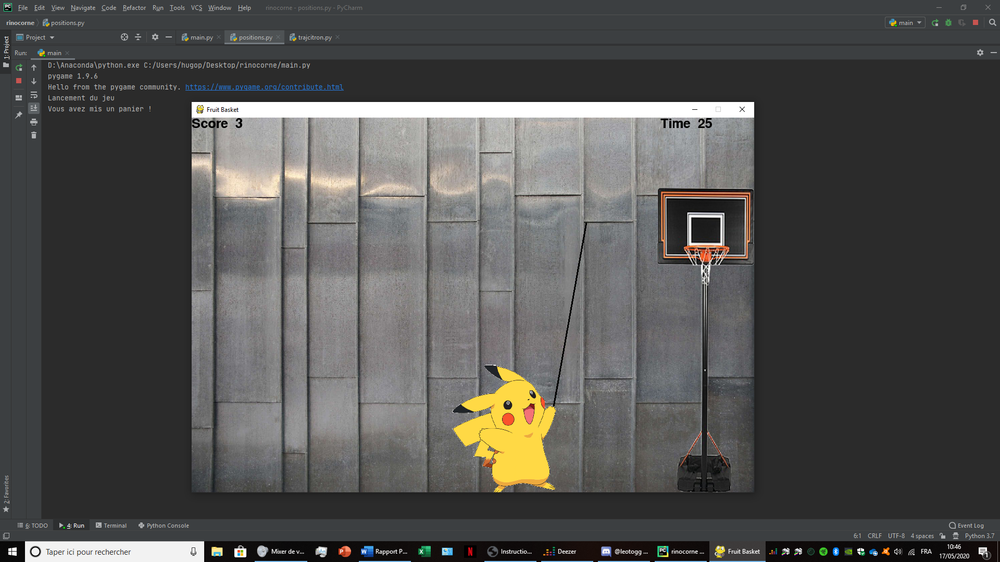 PC File Edit View Navigate Code Refactor Run Tools VCS Window Help rinocorne - positions.py - PyCharm
rinocorne positions.py main
1: Project
Project main.py positions.py trajcitron.py
Run: main
D:\Anaconda\python.exe C:/Users/hugop/Desktop/rinocorne/main.py
pygame 1.9.6
Hello from the pygame community. https://www.pygame.org/contribute.html
Lancement du jeu
Vous avez mis un panier !
Fruit Basket
Score 3 Time 25
2: Favorites
6: TODO 4: Run Terminal Python Console Event Log
6:1 CRLF UTF-8 4 spaces Python 3.7
Taper ici pour rechercher Mixer de v... Rapport P... Instructio... Deezer @leotogg ... rinocorne ... Fruit Basket FRA 10:46
17/05/2020 1